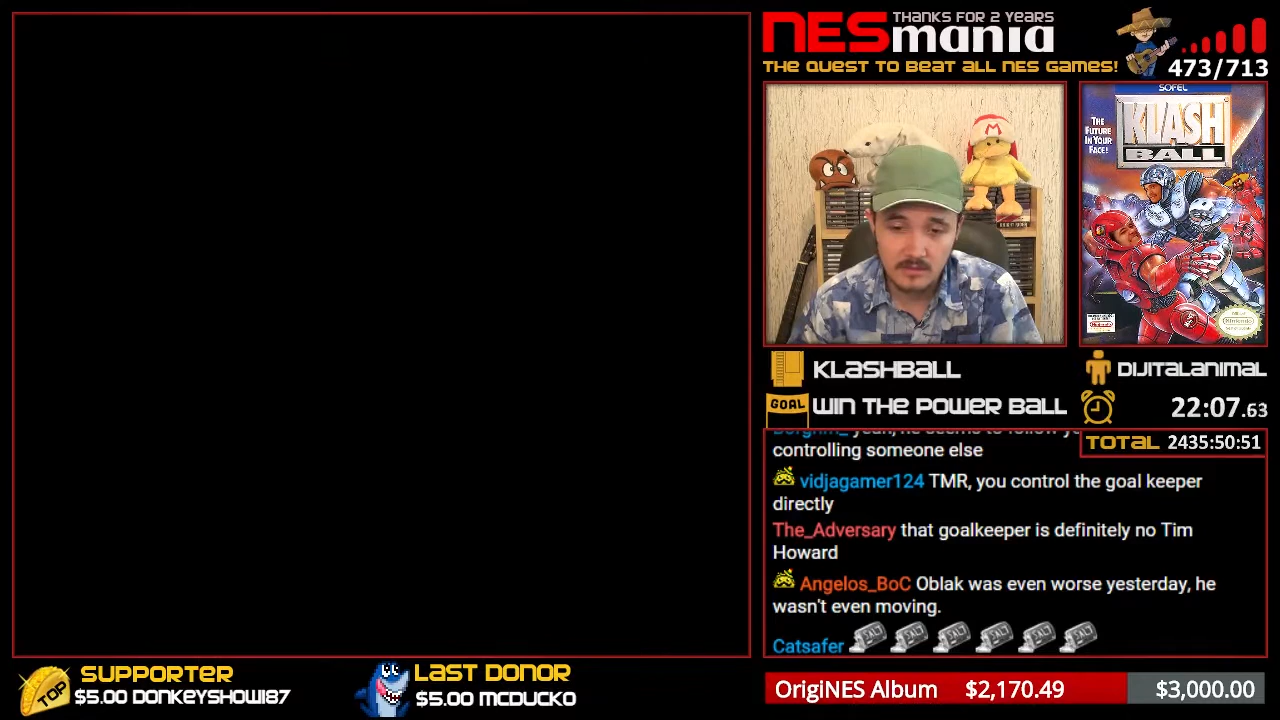 NESmania
THANKS FOR 2 YEARS
THE QUEST TO BEAT ALL NES GAMES!
473/713
SOFEL
THE
FUTURE
IN YOUR
FACE!
KLASH
BALL
KLASHBALL
DIJITALANIMAL
GOAL
WIN THE POWER BALL
22:07.63
TOTAL 2435:50:51
controlling someone else
vidjagamer124 TMR, you control the goal keeper
directly
The_Adversary that goalkeeper is definitely no Tim
Howard
Angelos_BoC Oblak was even worse yesterday, he
wasn't even moving.
Catsafer
TOP
SUPPORTER
$5.00 DONKEYSHOW187
LAST DONOR
$5.00 MCDUCKO
OrigiNES Album $2,170.49 $3,000.00